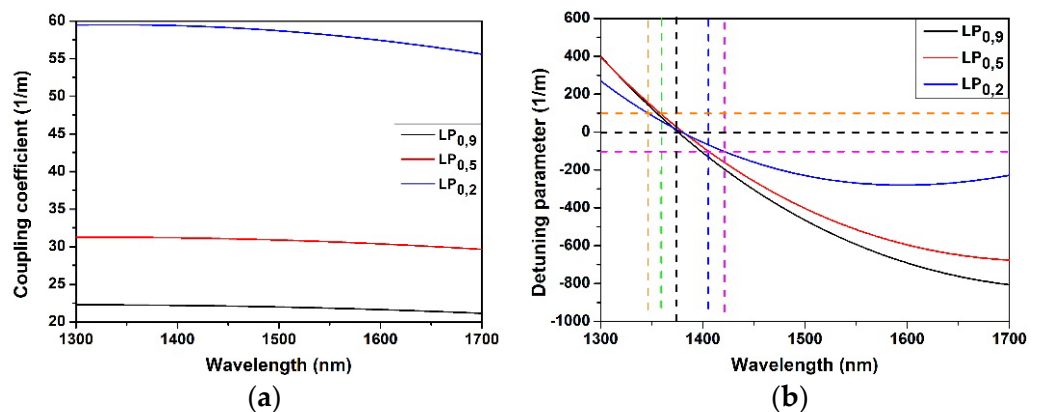 60
55
50
45
40
35
30
25
20
Coupling coefficient (1/m)
LP0,9
LP0,5
LP0,2
1300 1400 1500 1600 1700
Wavelength (nm)
(a)
600
400
200
0
-200
-400
-600
-800
-1000
Detuning parameter (1/m)
LP0,9
LP0,5
LP0,2
1300 1400 1500 1600 1700
Wavelength (nm)
(b)